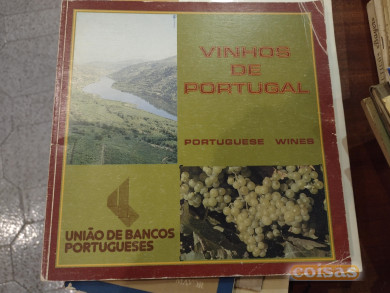 VINHOS
DE
PORTUGAL
PORTUGUESE WINES
UNIÃO DE BANCOS
PORTUGUESES
coisas